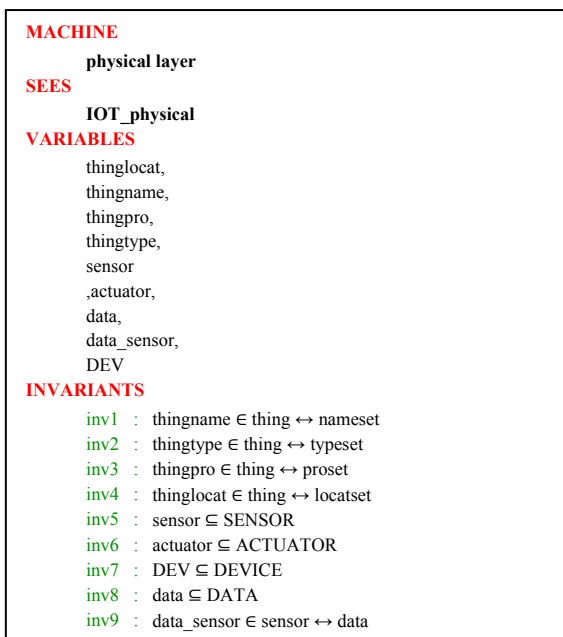 MACHINE
physical layer
SEES
IOT_physical
VARIABLES
thinglocat,
thingname,
thingpro,
thingtype,
sensor
,actuator,
data,
data_sensor,
DEV
INVARIANTS
inv1 : thingname ∈ thing ↔ nameset
inv2 : thingtype ∈ thing ↔ typeset
inv3 : thingpro ∈ thing ↔ proset
inv4 : thinglocat ∈ thing ↔ locatset
inv5 : sensor ⊆ SENSOR
inv6 : actuator ⊆ ACTUATOR
inv7 : DEV ⊆ DEVICE
inv8 : data ⊆ DATA
inv9 : data_sensor ∈ sensor ↔ data